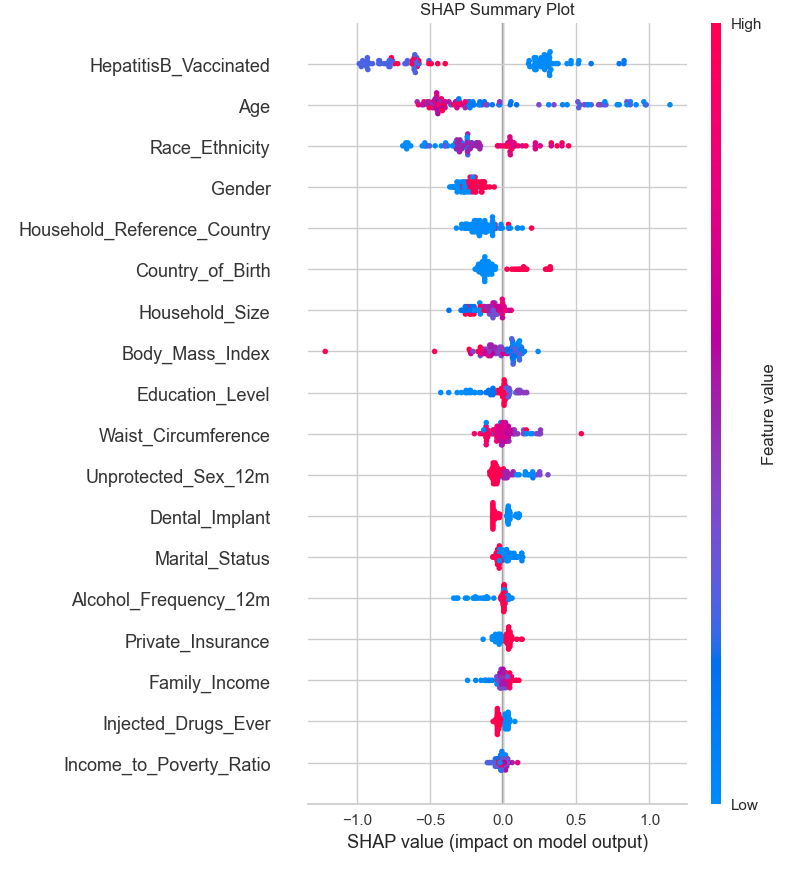 SHAP Summary Plot
High
HepatitisB_Vaccinated
Age
Race_Ethnicity
Gender
Household_Reference_Country
Country_of_Birth
Household_Size
Body_Mass_Index
Education_Level
Waist_Circumference
Unprotected_Sex_12m
Dental_Implant
Marital_Status
Alcohol_Frequency_12m
Private_Insurance
Family_Income
Injected_Drugs_Ever
Income_to_Poverty_Ratio
Feature value
Low
−1.0 −0.5 0.0 0.5 1.0
SHAP value (impact on model output)